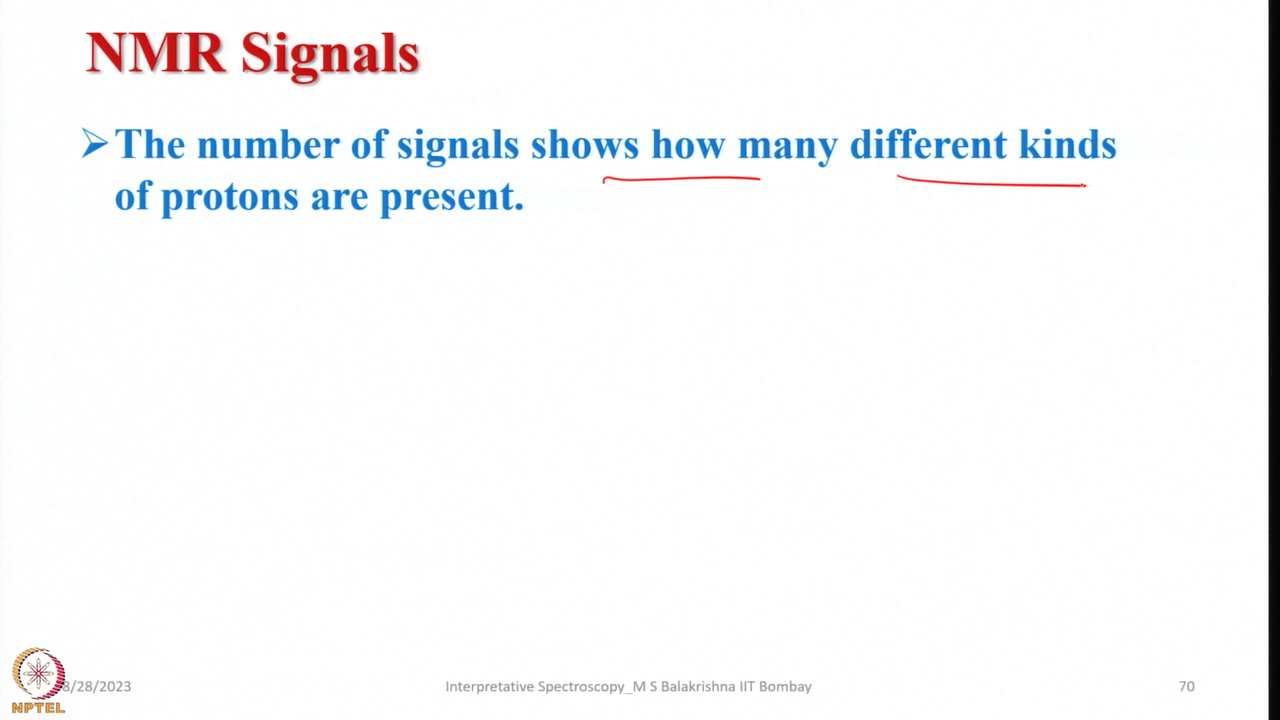 NMR Signals
The number of signals shows how many different kinds
of protons are present.
8/28/2023
Interpretative Spectroscopy_M S Balakrishna IIT Bombay
70
NPTEL